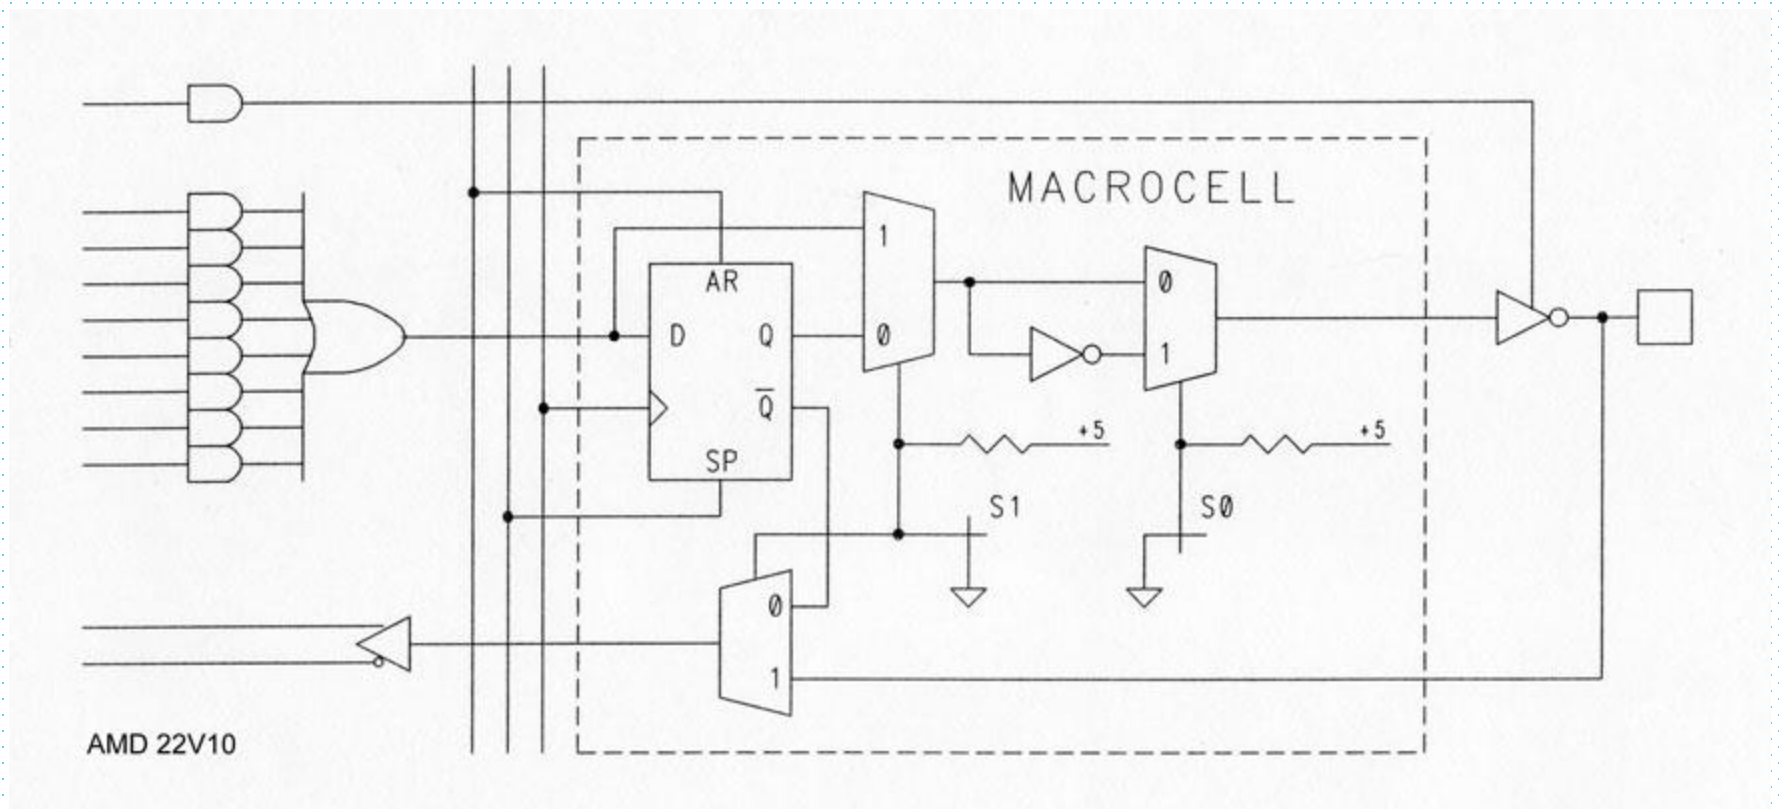 MACROCELL
1
AR
0
D Q 0
1
Q̅
+5 +5
SP
S1 S0
0
1
AMD 22V10